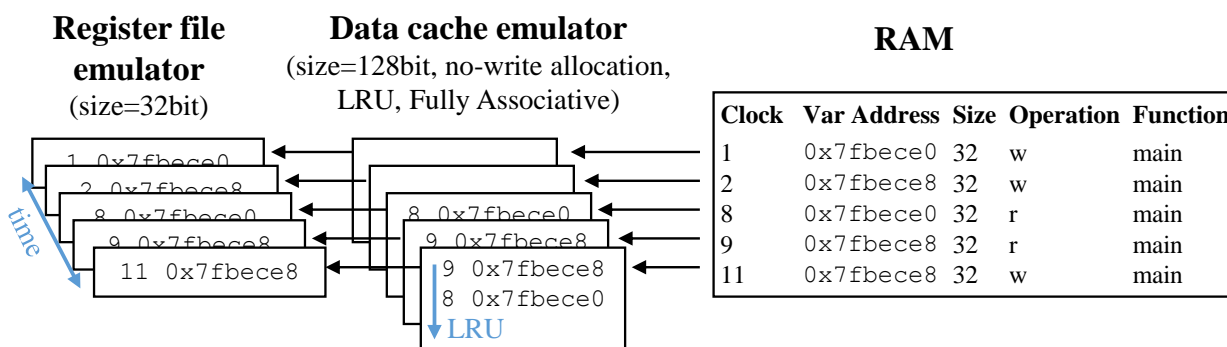 Register file
emulator
(size=32bit)
Data cache emulator
(size=128bit, no-write allocation,
LRU, Fully Associative)
RAM
Clock Var Address Size Operation Function
1 0x7fbece0 32 w main
2 0x7fbece8 32 w main
8 0x7fbece0 32 r main
9 0x7fbece8 32 r main
11 0x7fbece8 32 w main
1 0x7fbece0
2 0x7fbece8
8 0x7fbece0
9 0x7fbece8
11 0x7fbece8
time
8 0x7fbece0
9 0x7fbece8
9 0x7fbece8
8 0x7fbece0
LRU